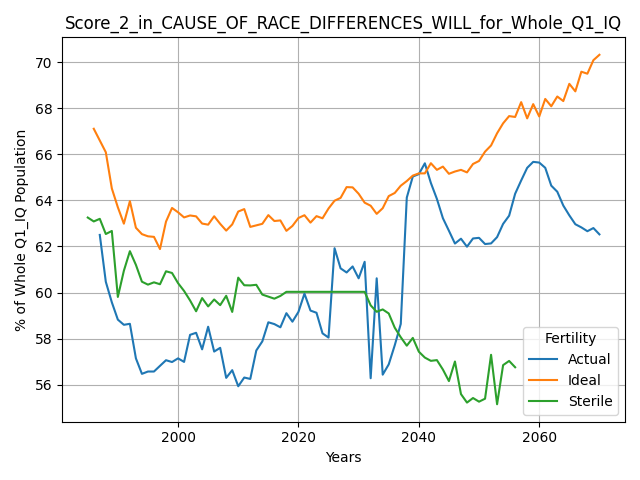 Score_2_in_CAUSE_OF_RACE_DIFFERENCES_WILL_for_Whole_Q1_IQ
% of Whole Q1_IQ Population
70
68
66
64
62
60
58
56
2000
2020
2040
2060
Years
Fertility
Actual
Ideal
Sterile